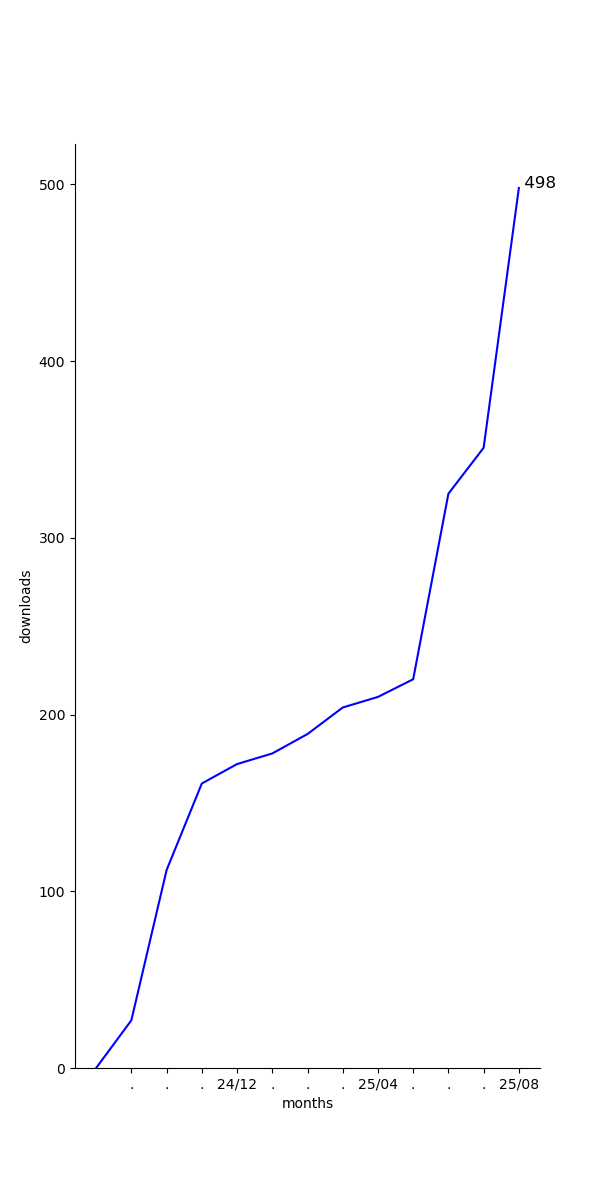 498
500
400
300
200
100
0
downloads
. . . 24/12 . . . 25/04 . . . 25/08
months